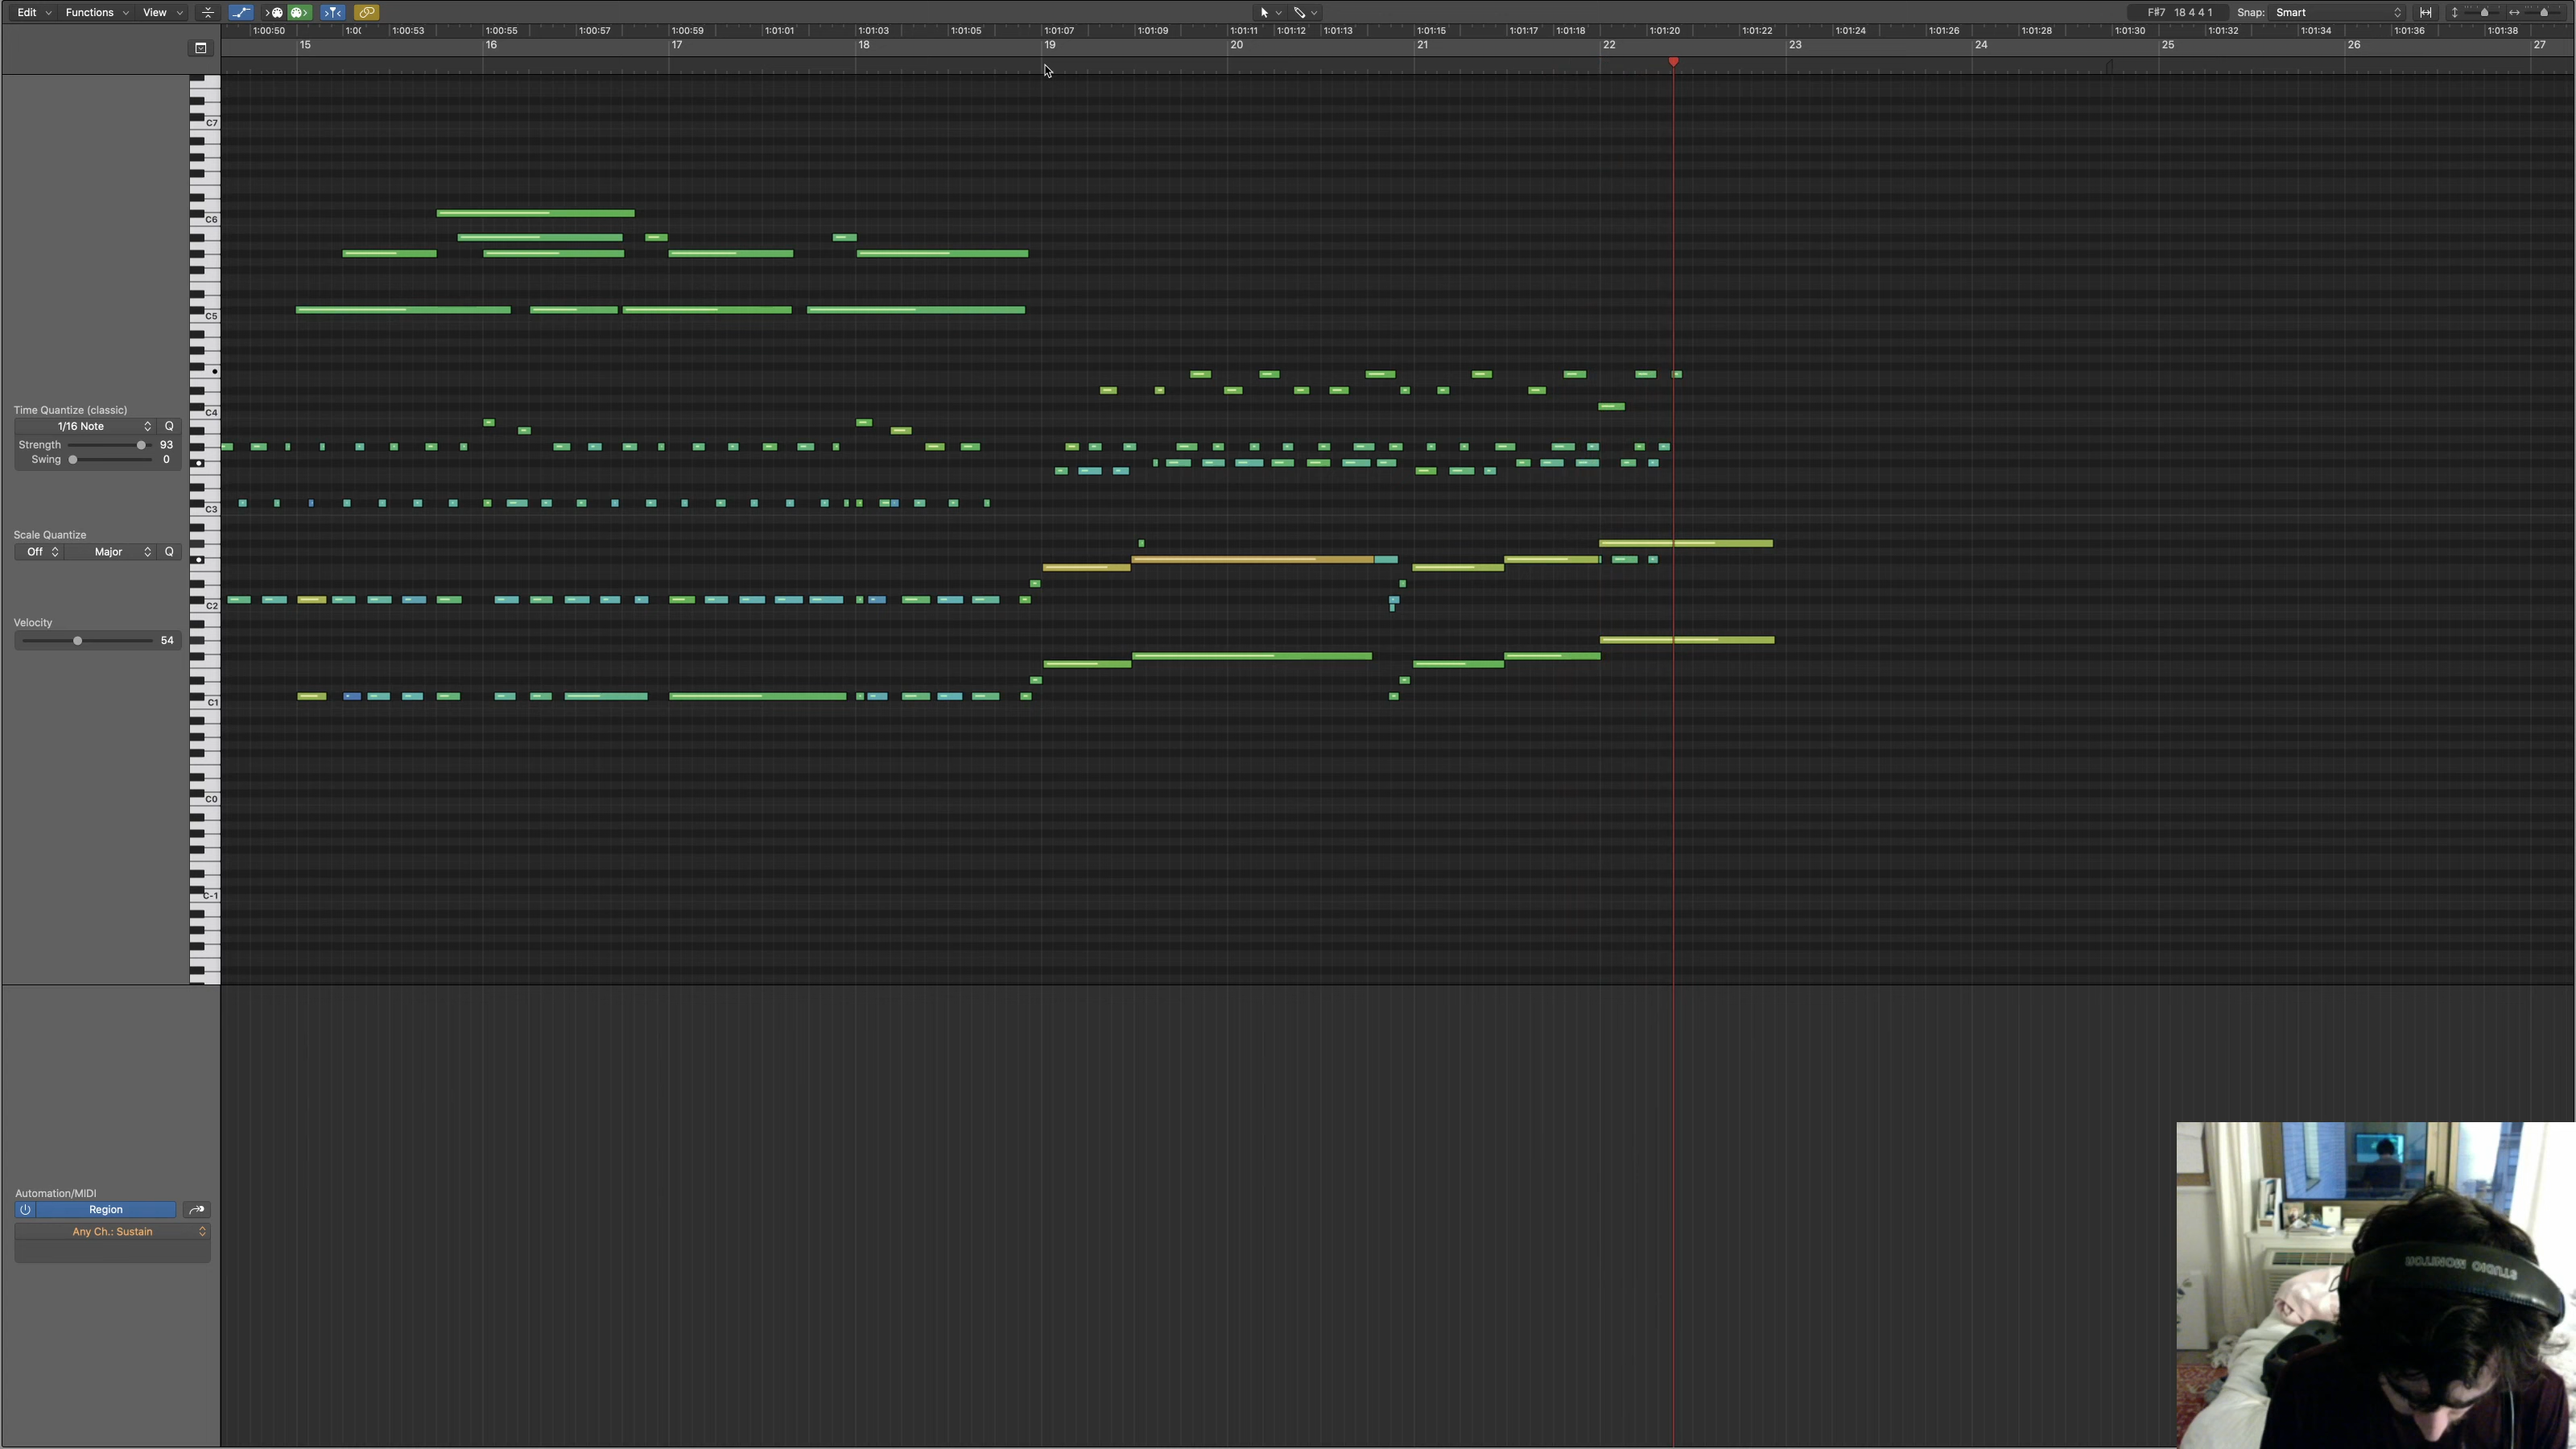 Edit Functions View F#7 18 4 4 1 Snap: Smart
1:00:50 1:0( 1:00:53 1:00:55 1:00:57 1:00:59 1:01:01 1:01:03 1:01:05 1:01:07 1:01:09 1:01:11 1:01:12 1:01:13 1:01:15 1:01:17 1:01:18 1:01:20 1:01:22 1:01:24 1:01:26 1:01:28 1:01:30 1:01:32 1:01:34 1:01:36 1:01:38
15 16 17 18 19 20 21 22 23 24 25 26 27
C7
C6
C5
Time Quantize (classic)
C4
1/16 Note Q
Strength 93
Swing 0
C3
Scale Quantize
Off Major Q
C2
Velocity
54
C1
C0
C-1
Automation/MIDI
Region
Any Ch.: Sustain
STUDIO MONITOR